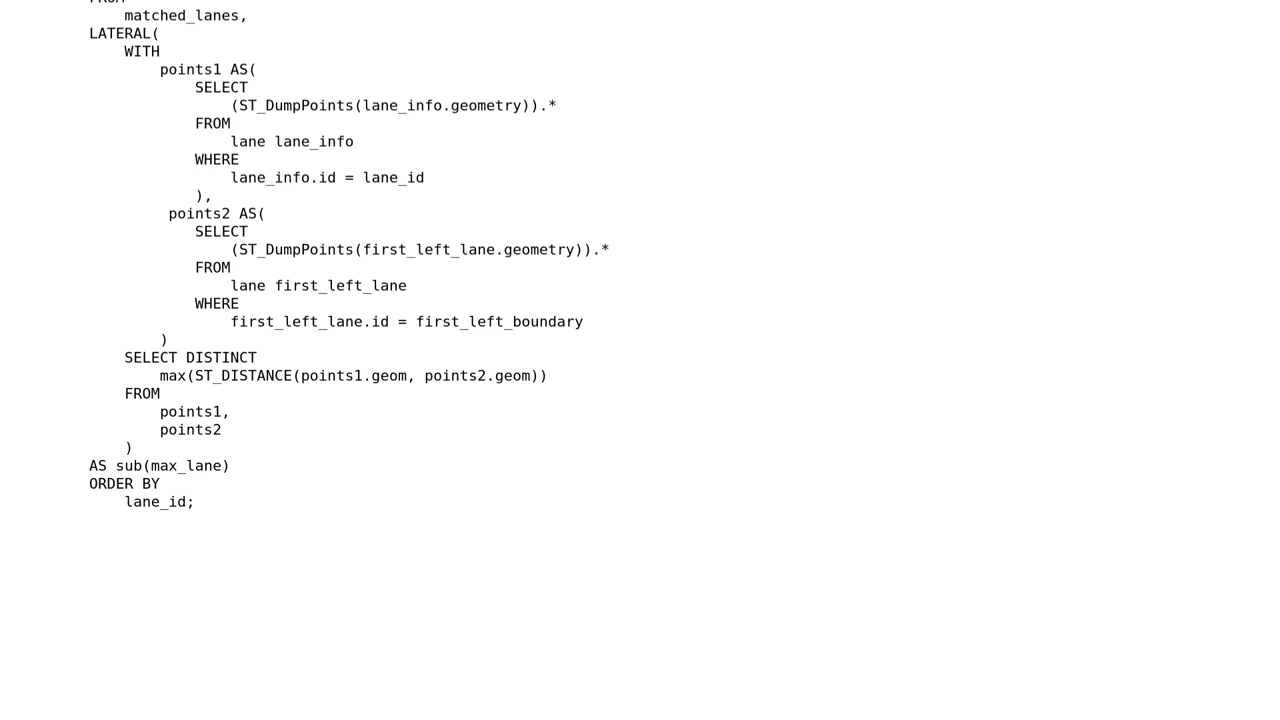 FROM
matched_lanes,
LATERAL(
WITH
points1 AS(
SELECT
(ST_DumpPoints(lane_info.geometry)).*
FROM
lane lane_info
WHERE
lane_info.id = lane_id
),
points2 AS(
SELECT
(ST_DumpPoints(first_left_lane.geometry)).*
FROM
lane first_left_lane
WHERE
first_left_lane.id = first_left_boundary
)
SELECT DISTINCT
max(ST_DISTANCE(points1.geom, points2.geom))
FROM
points1,
points2
)
AS sub(max_lane)
ORDER BY
lane_id;